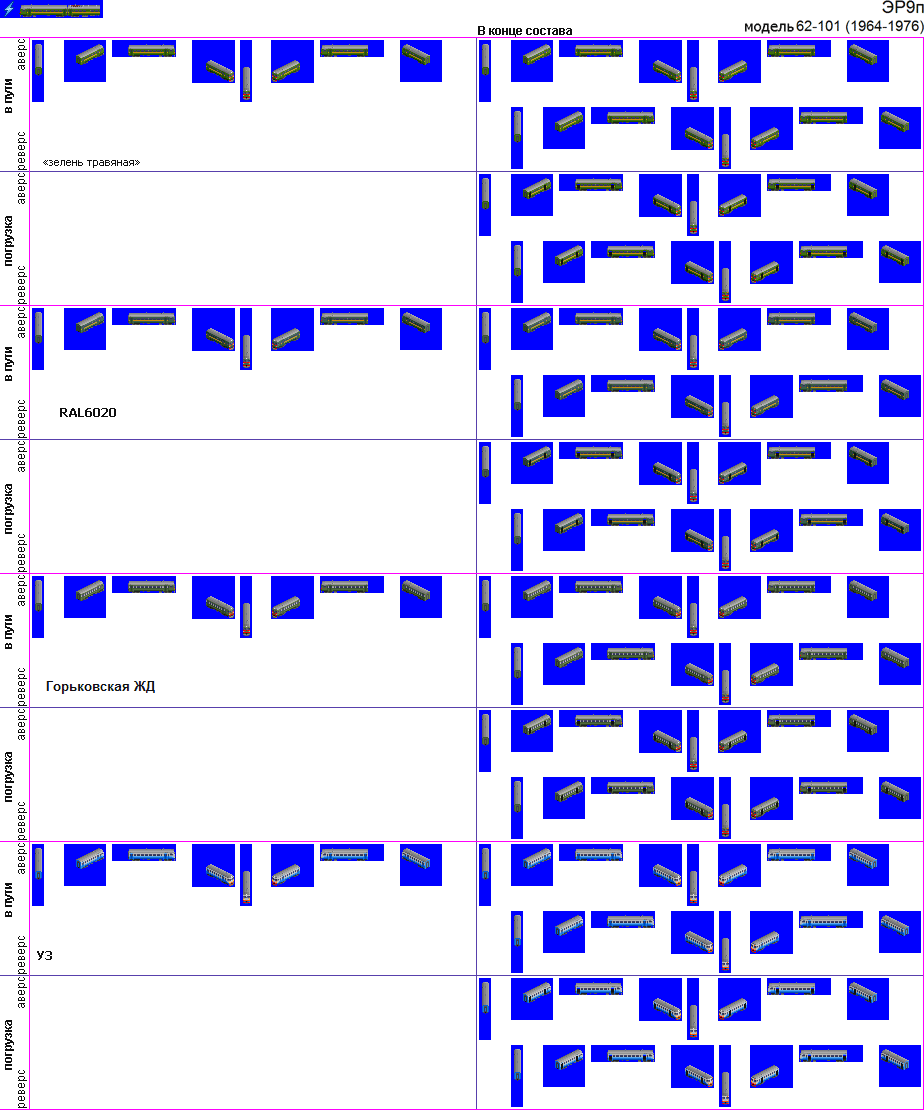 ЭР9п
модель 62-101 (1964-1976)
В конце состава
аверс
в пути
реверс
«зелень травяная»
аверс
погрузка
реверс
аверс
в пути
реверс
RAL6020
аверс
погрузка
реверс
аверс
в пути
реверс
Горьковская ЖД
аверс
погрузка
реверс
аверс
в пути
реверс
УЗ
аверс
погрузка
реверс